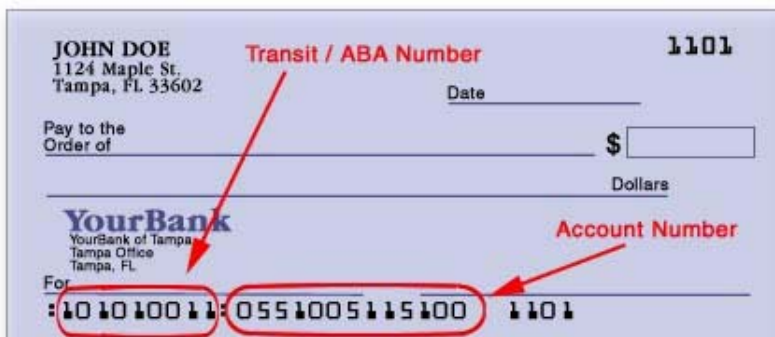 JOHN DOE
1124 Maple St.
Tampa, FL 33602
Transit / ABA Number
1101
Date
Pay to the
Order of
$
Dollars
YourBank
YourBank of Tampa
Tampa Office
Tampa, FL
Account Number
For
:101010011:0551005115100 1101